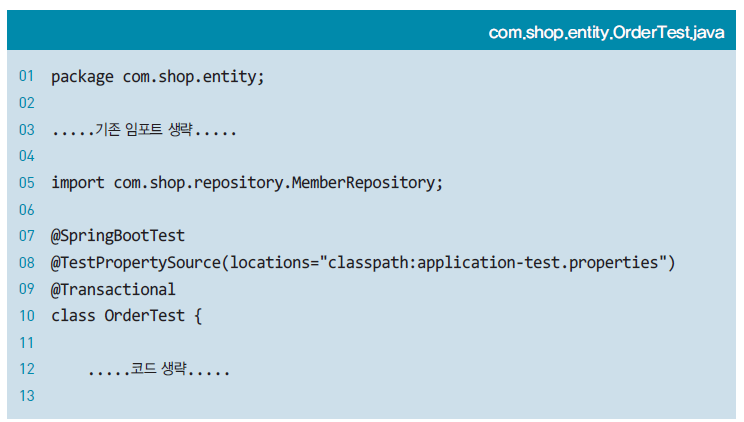 com.shop.entity.OrderTest.java
01 package com.shop.entity;
02
03 .....기존 임포트 생략.....
04
05 import com.shop.repository.MemberRepository;
06
07 @SpringBootTest
08 @TestPropertySource(locations="classpath:application-test.properties")
09 @Transactional
10 class OrderTest {
11
12 .....코드 생략.....
13